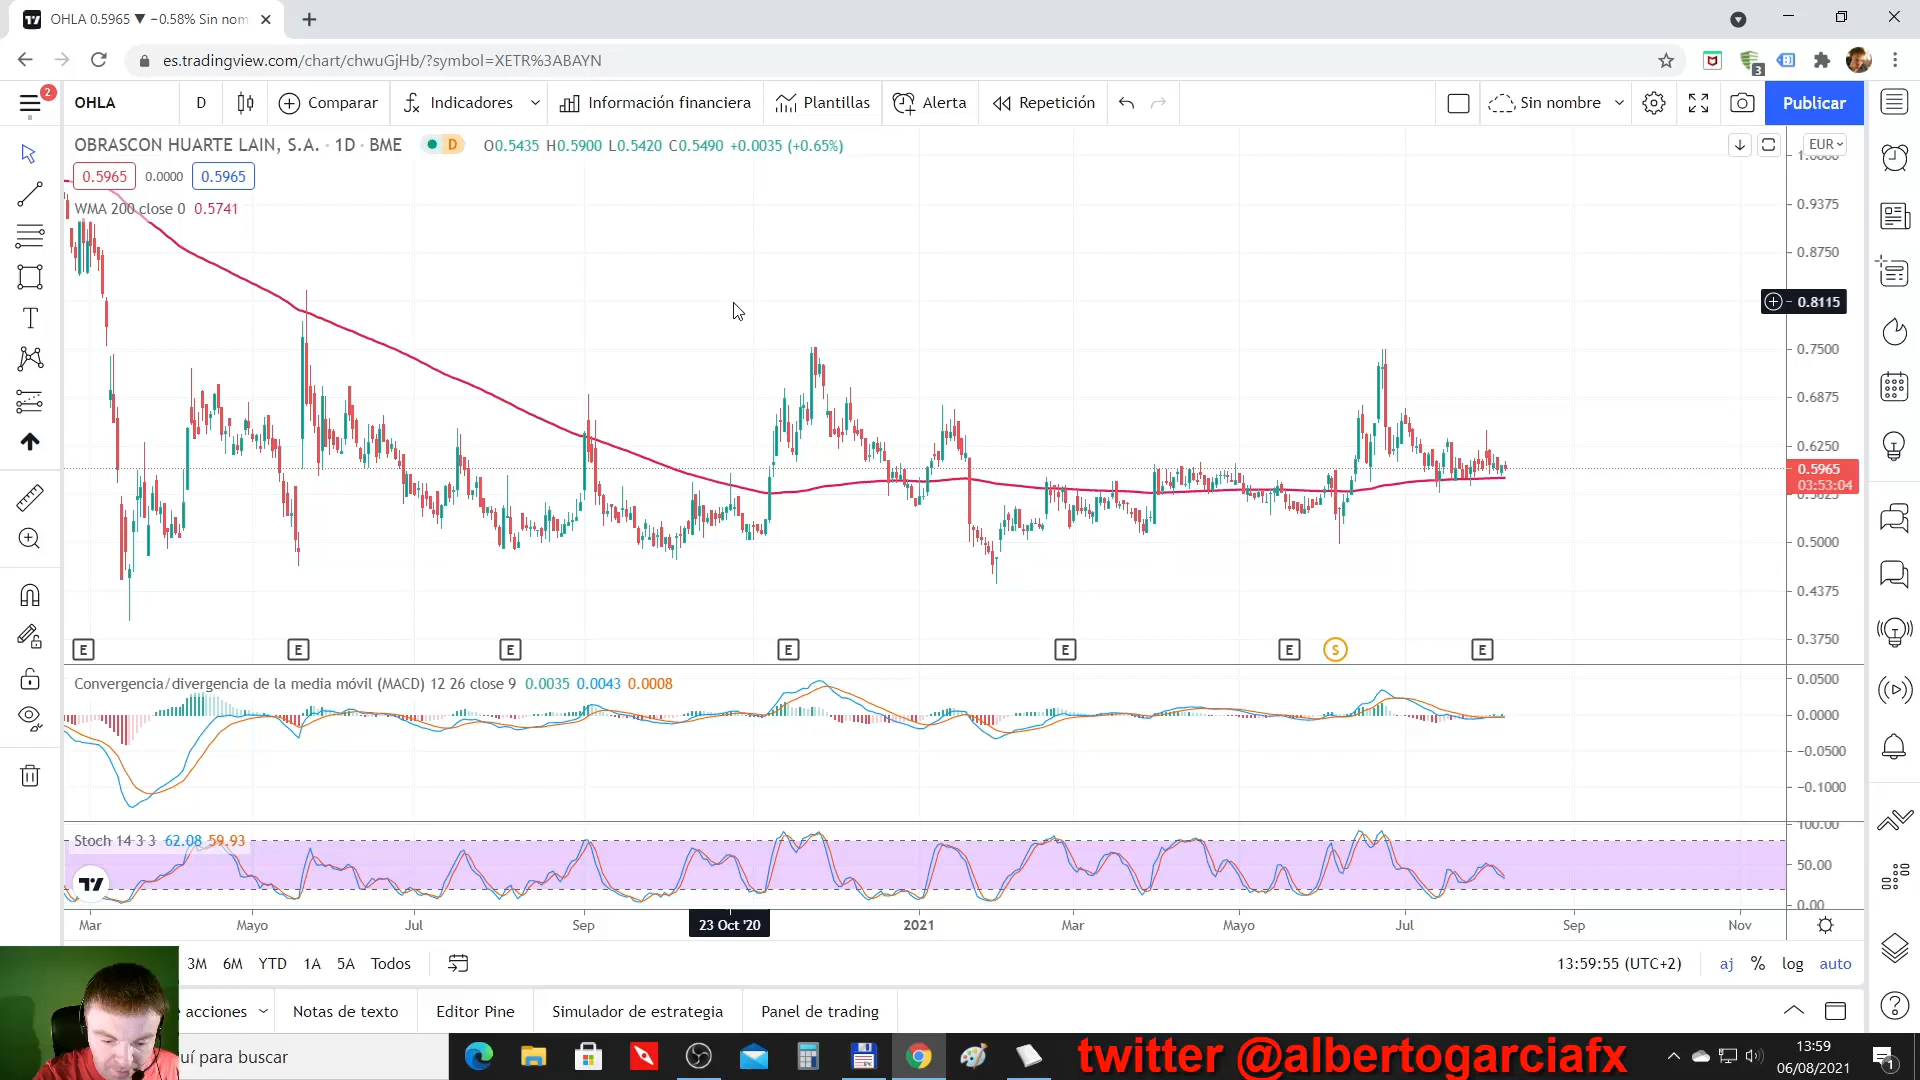 OHLA 0.5965 ▼ −0.58% Sin nom
es.tradingview.com/chart/chwuGjHb/?symbol=XETR%3ABAYN
3
2
OHLA D Comparar Indicadores Información financiera Plantillas Alerta Repetición Sin nombre Publicar
OBRASCON HUARTE LAIN, S.A. · 1D · BME D O0.5435 H0.5900 L0.5420 C0.5490 +0.0035 (+0.65%) EUR
0.5965 0.0000 0.5965
WMA 200 close 0 0.5741
1.0000
0.9375
0.8750
0.8115
0.7500
0.6875
0.6250
0.5965
03:53:04
0.5625
0.5000
0.4375
0.3750
E E E E E E S E
Convergencia/divergencia de la media móvil (MACD) 12 26 close 9 0.0035 0.0043 0.0008
0.0500
0.0000
−0.0500
−0.1000
Stoch 14 3 3 62.08 59.93
100.00
50.00
0.00
Mar Mayo Jul Sep 23 Oct '20 2021 Mar Mayo Jul Sep Nov
3M 6M YTD 1A 5A Todos 13:59:55 (UTC+2) aj % log auto
acciones Notas de texto Editor Pine Simulador de estrategia Panel de trading
uí para buscar
twitter @albertogarciafx
13:59
06/08/2021
1